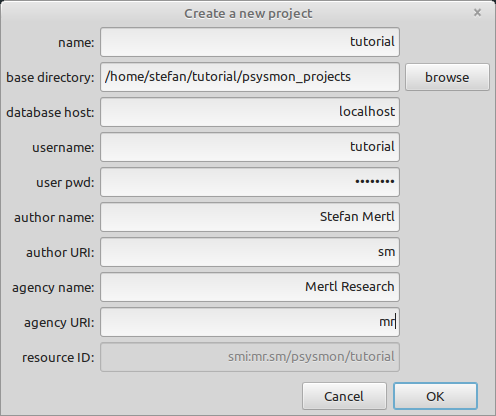 Create a new project
name: tutorial
base directory: /home/stefan/tutorial/psysmon_projects browse
database host: localhost
username: tutorial
user pwd: ••••••••
author name: Stefan Mertl
author URI: sm
agency name: Mertl Research
agency URI: mr
resource ID: smi:mr.sm/psysmon/tutorial
Cancel OK